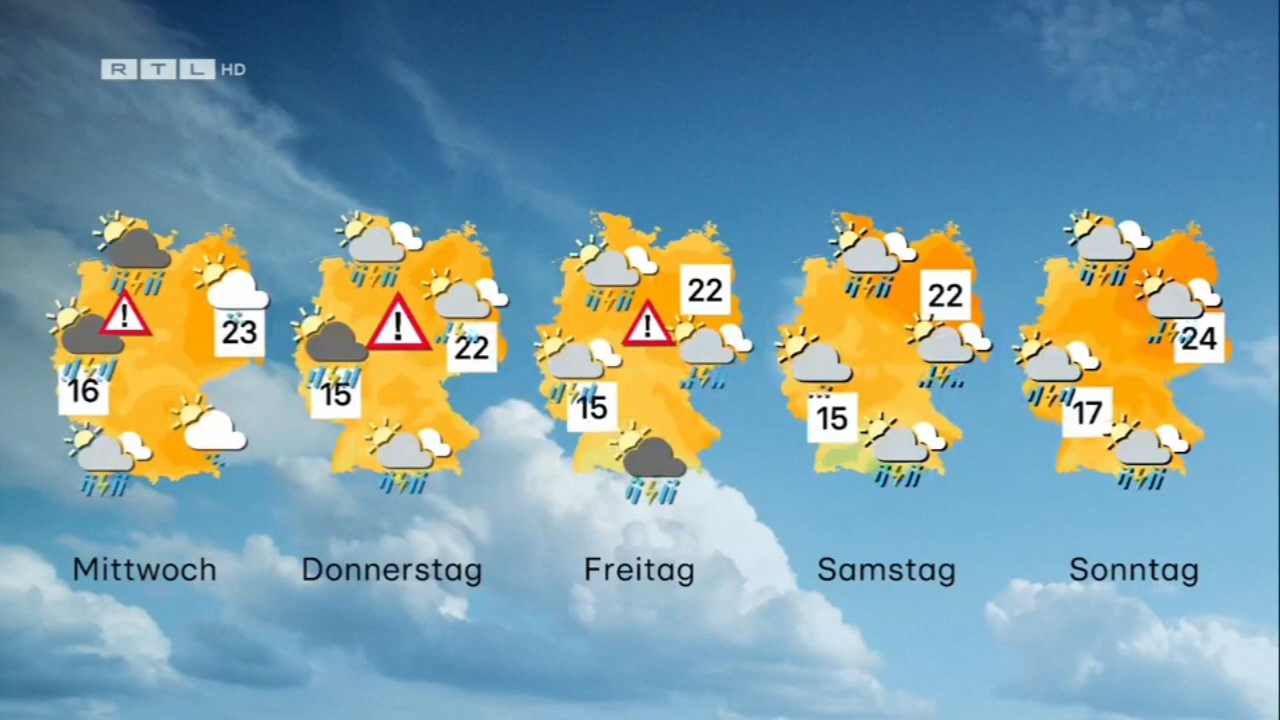 RTL HD
!
23
16
!
22
15
22
!
15
22
15
24
17
Mittwoch
Donnerstag
Freitag
Samstag
Sonntag